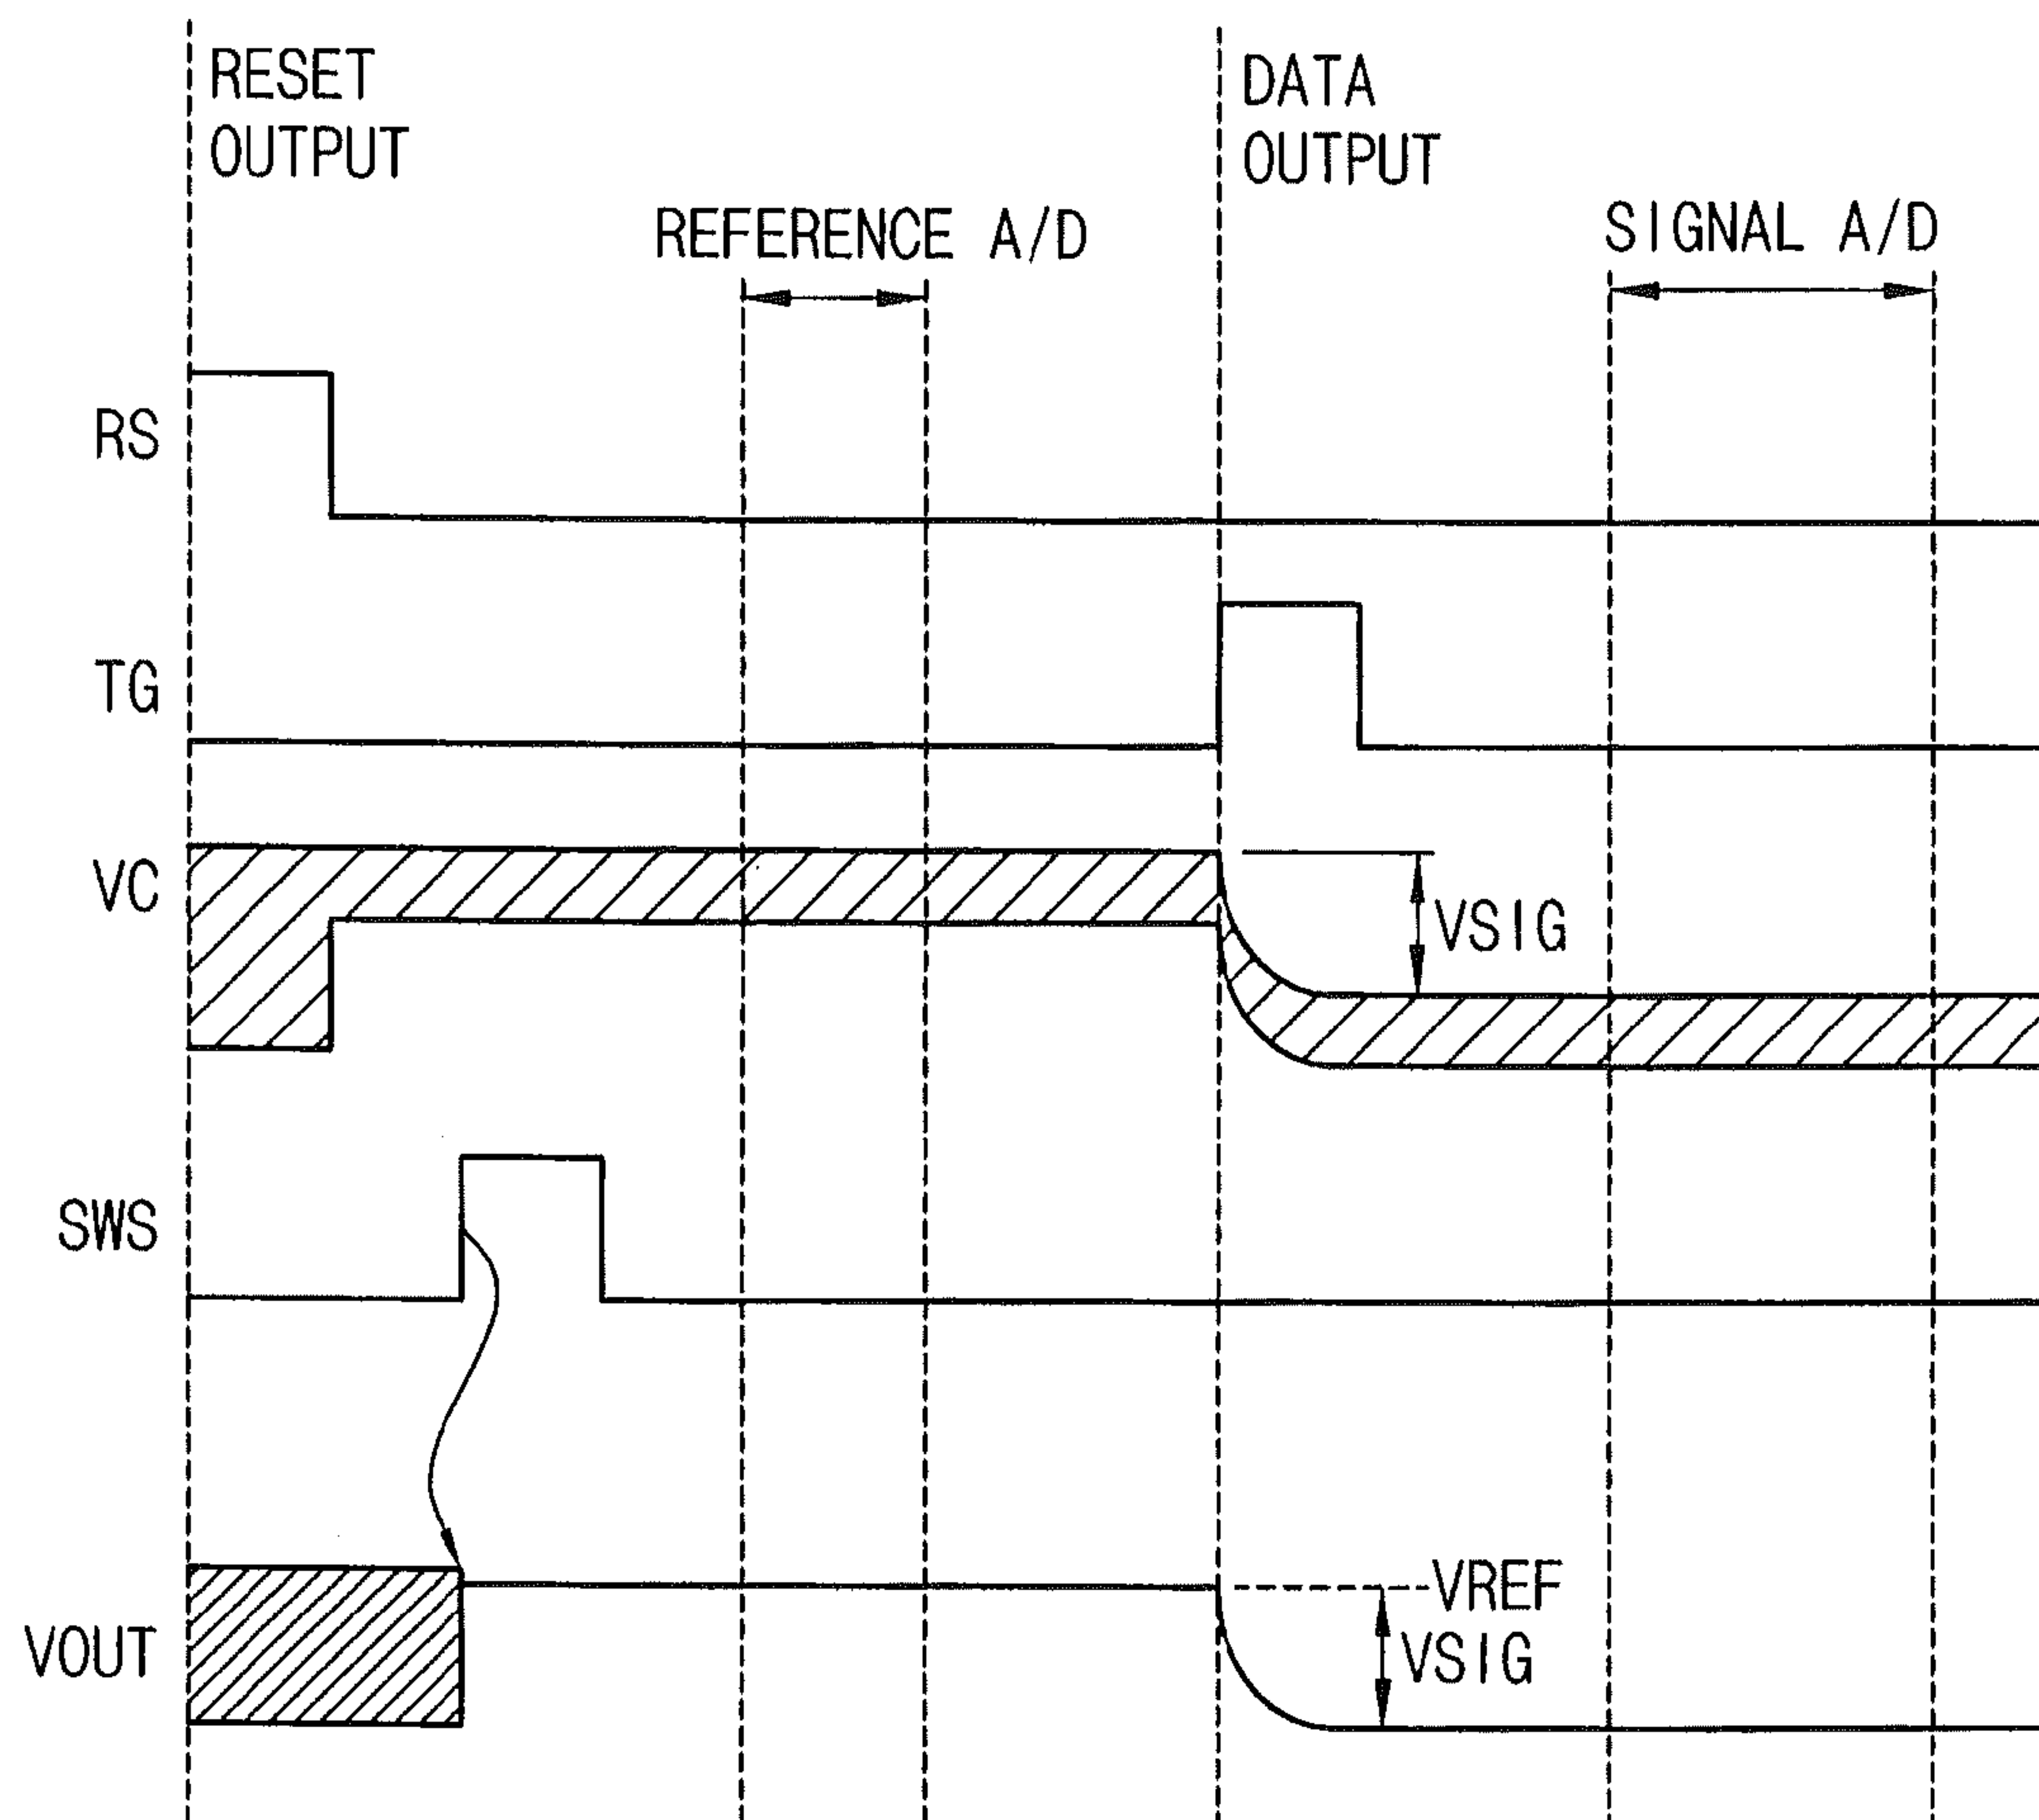 RESET
OUTPUT
DATA
OUTPUT
REFERENCE A/D
SIGNAL A/D
RS
TG
VC
VSIG
SWS
VREF
VOUT
VSIG